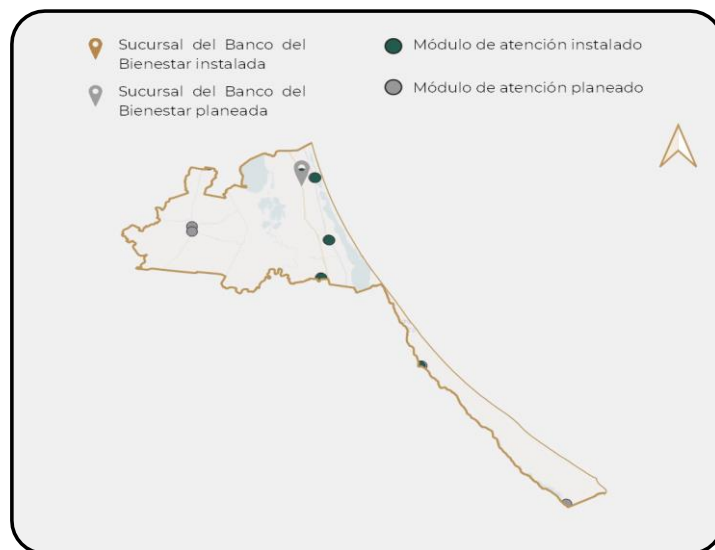 Sucursal del Banco del
Bienestar instalada
Sucursal del Banco del
Bienestar planeada
Módulo de atención instalado
Módulo de atención planeado